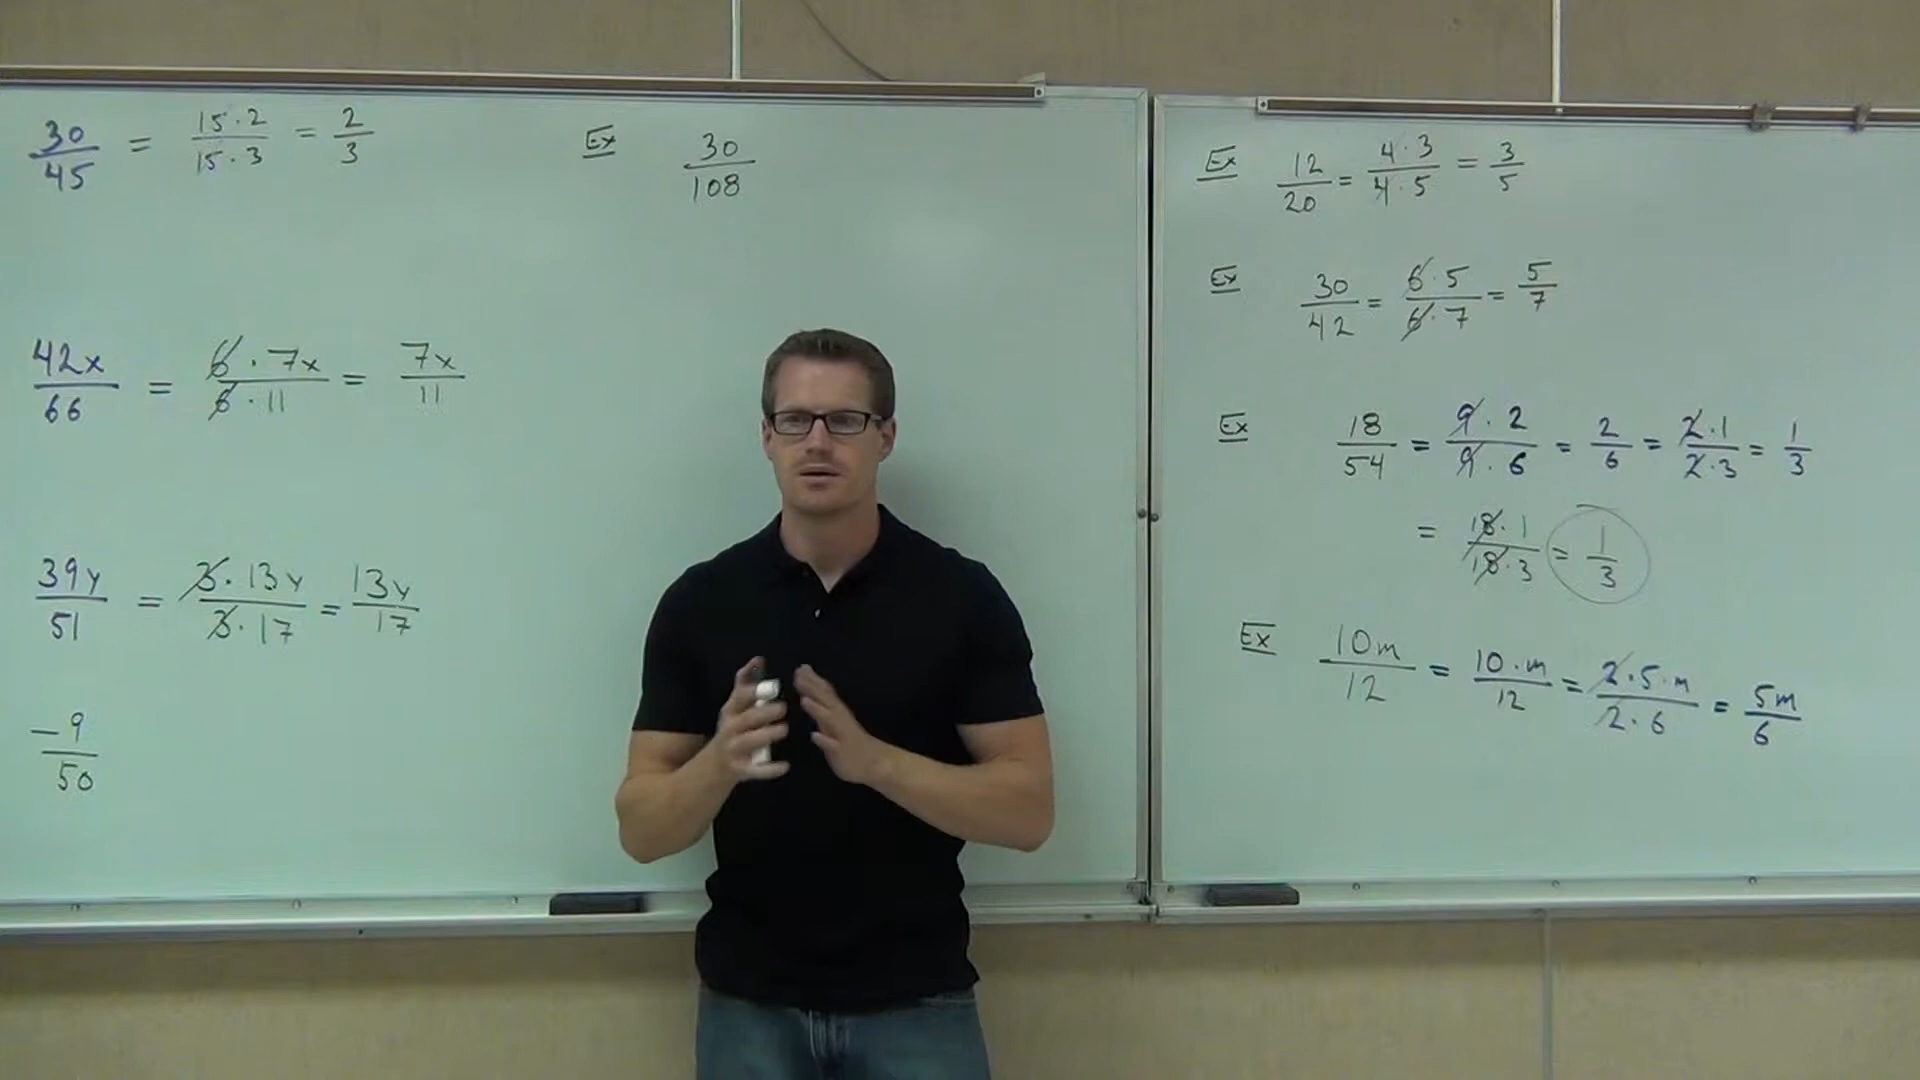 30/45 = 15·2/15·3 = 2/3
42x/66 = 6·7x/6·11 = 7x/11
39y/51 = 3·13y/3·17 = 13y/17
-9/50
Ex 30/108
Ex 12/20 = 4·3/4·5 = 3/5
Ex 30/42 = 6·5/6·7 = 5/7
Ex 18/54 = 9·2/9·6 = 2/6 = 2·1/2·3 = 1/3
= 18·1/18·3 = 1/3
Ex 10m/12 = 10·m/12 = 2·5·m/2·6 = 5m/6